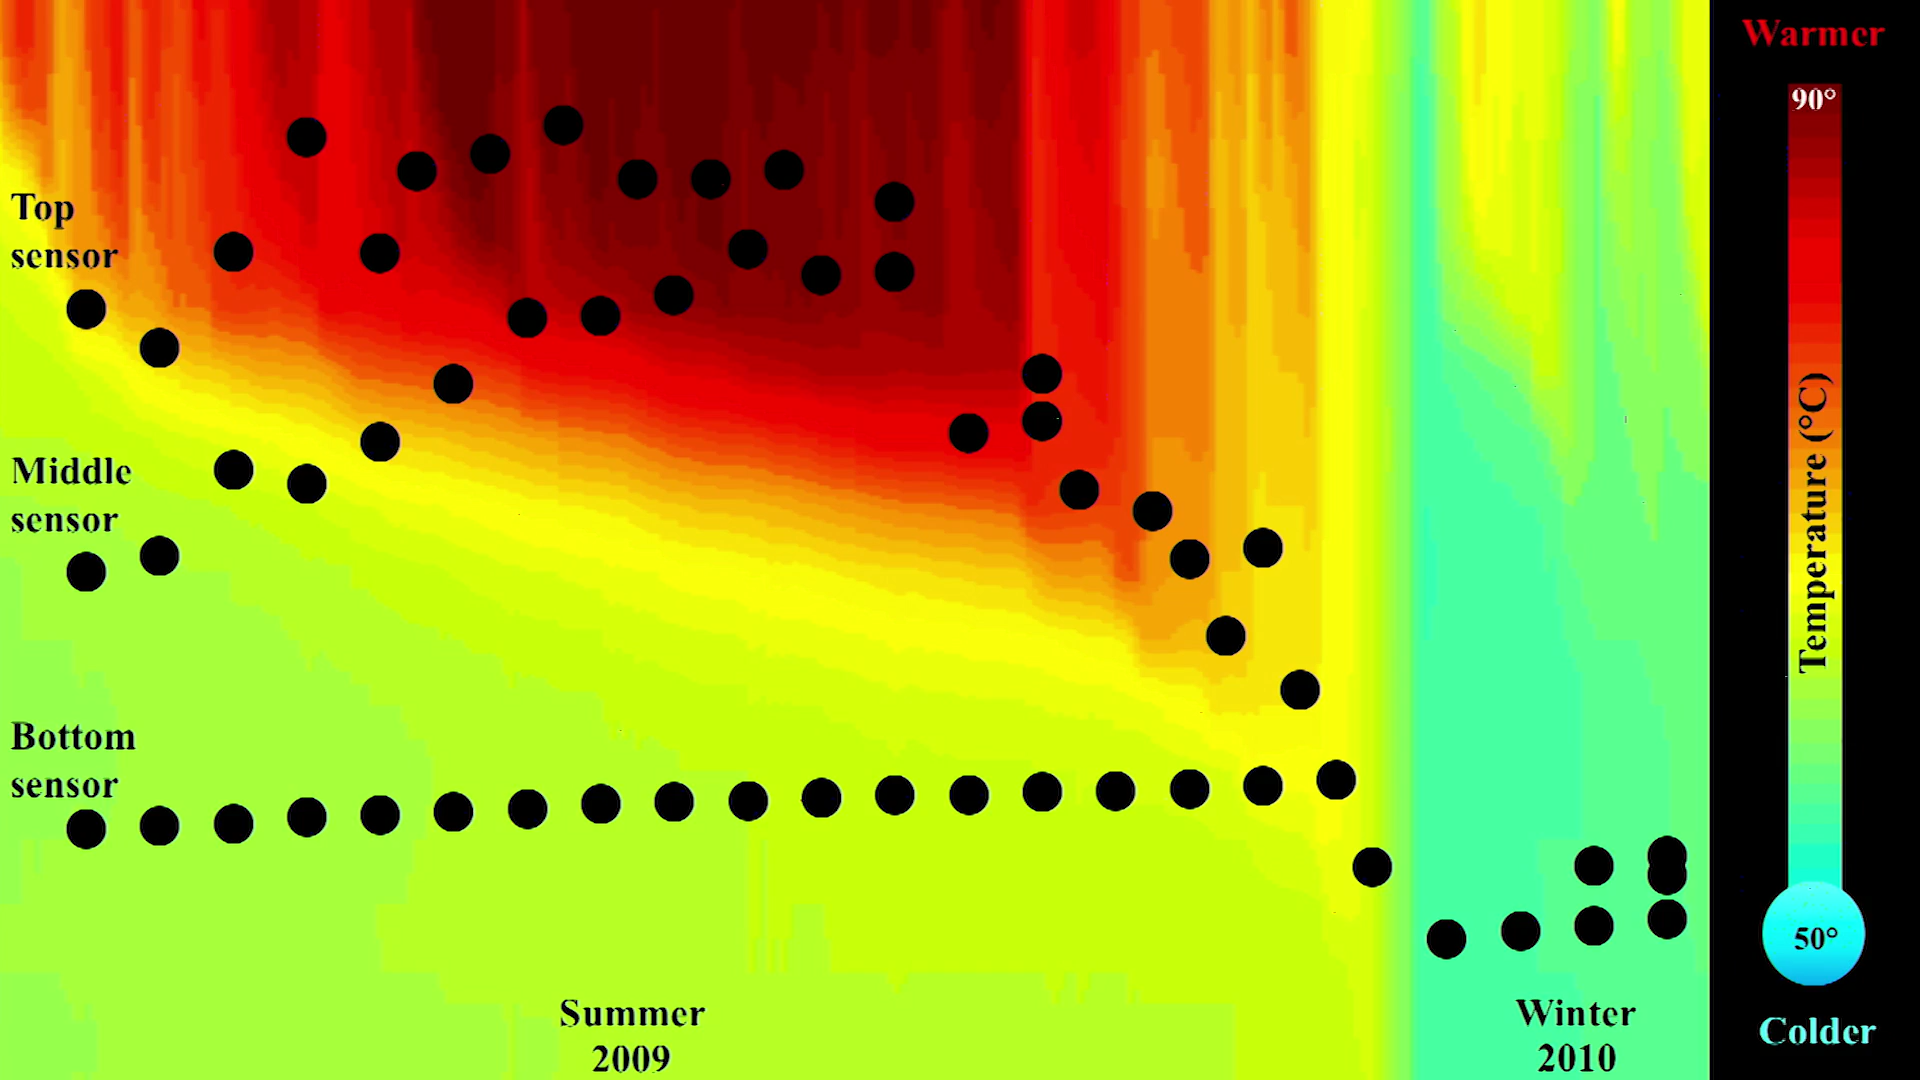 Warmer
90°
Top
sensor
Temperature (°C)
Middle
sensor
Bottom
sensor
50°
Summer
2009
Winter
2010
Colder